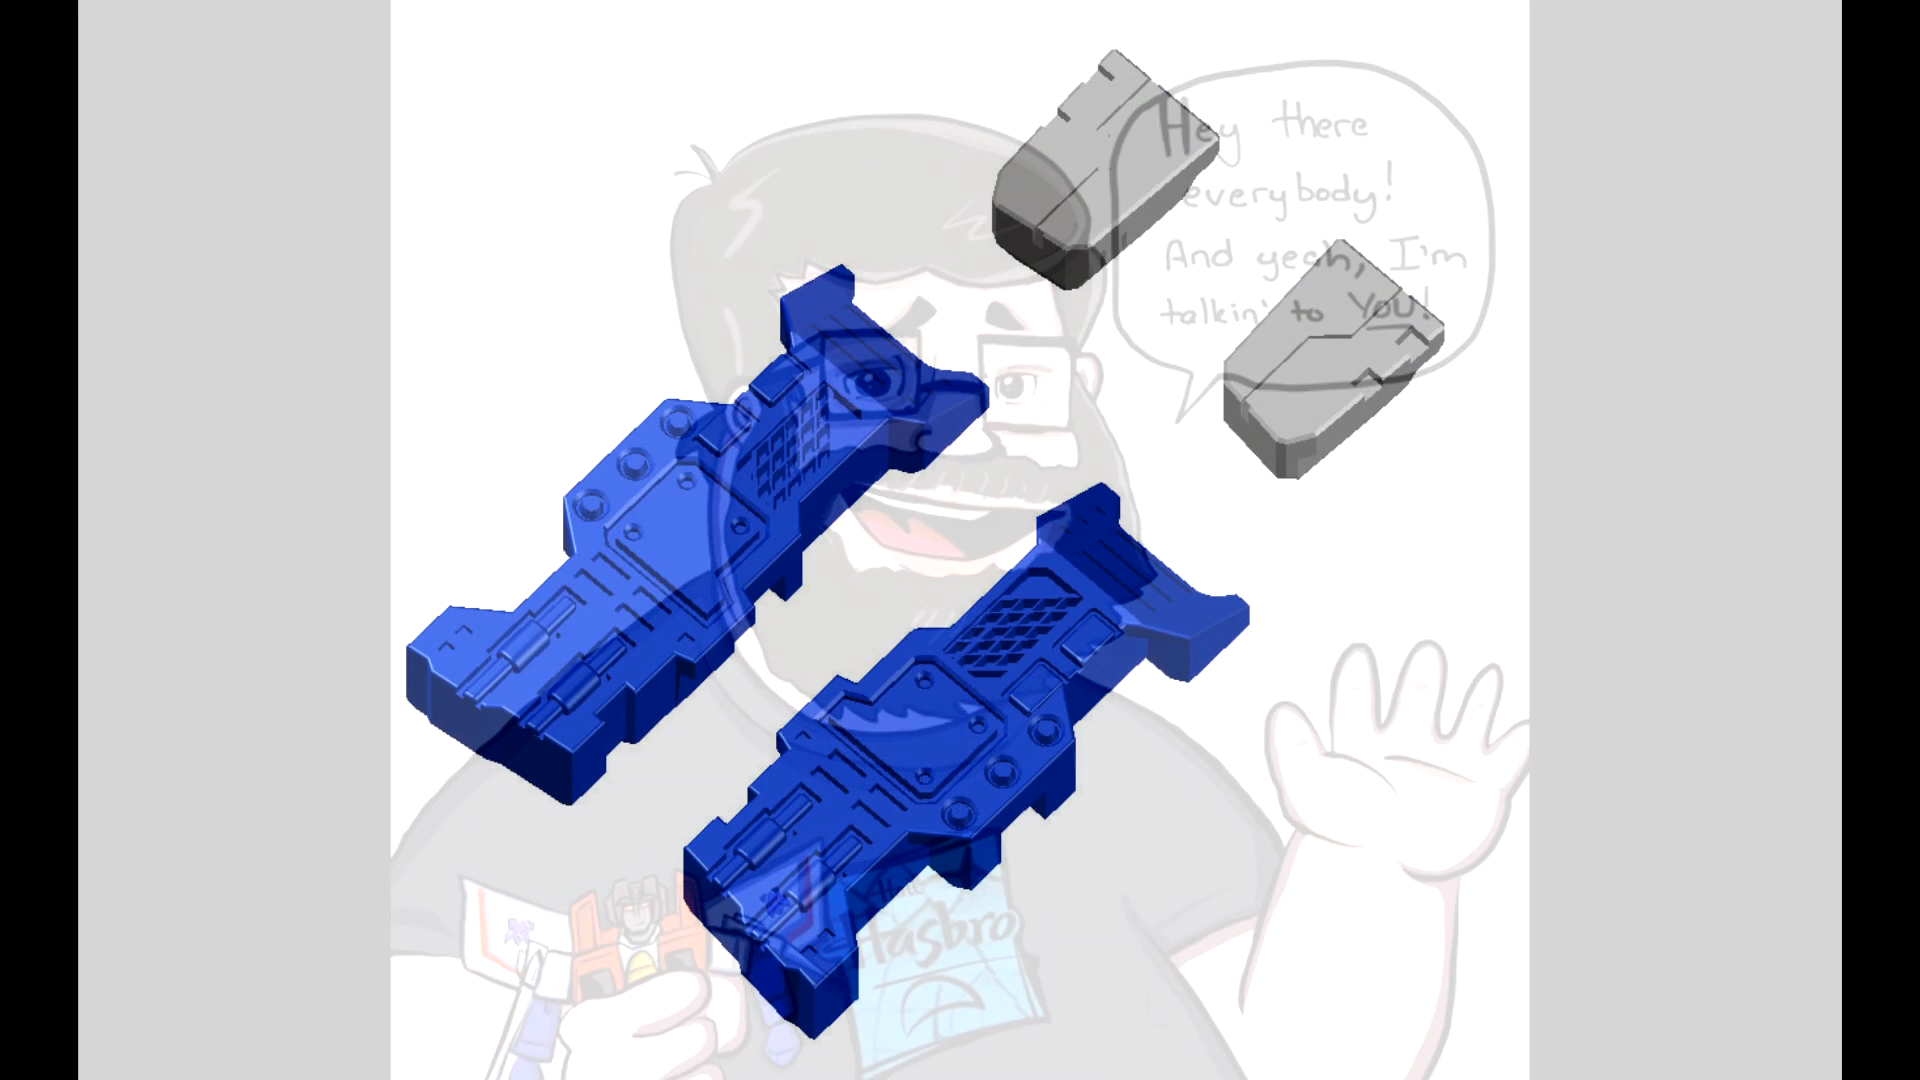 Hey there
everybody!
And yeah, I'm
talkin' to YOU!
Hasbro